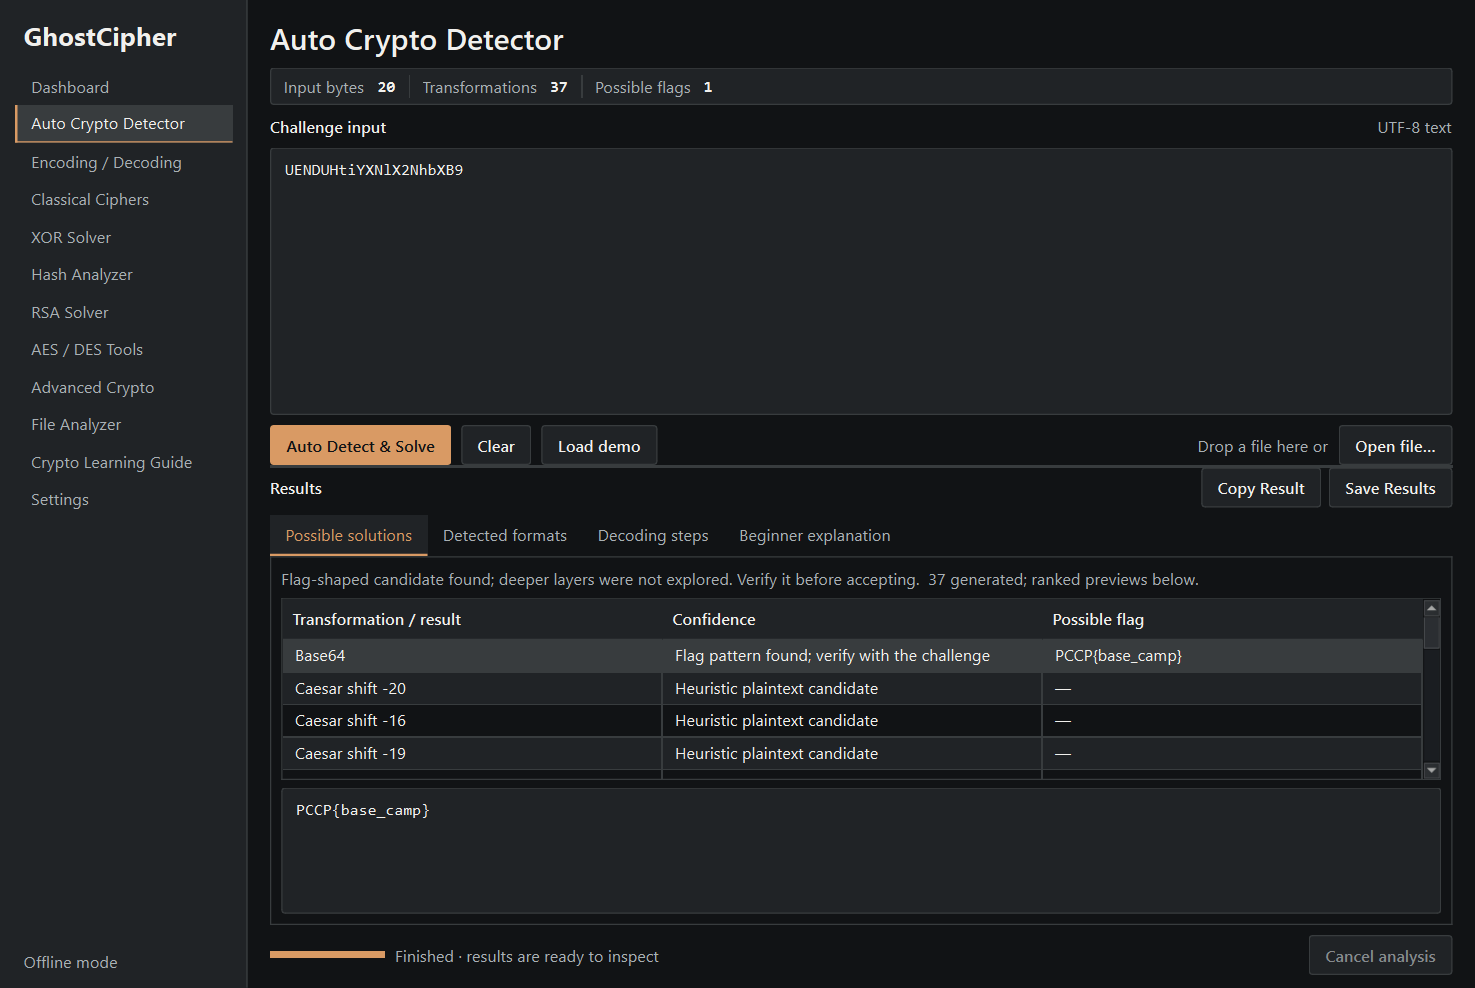 GhostCipher
Dashboard
Auto Crypto Detector
Encoding / Decoding
Classical Ciphers
XOR Solver
Hash Analyzer
RSA Solver
AES / DES Tools
Advanced Crypto
File Analyzer
Crypto Learning Guide
Settings
Offline mode
Auto Crypto Detector
Input bytes 20 Transformations 37 Possible flags 1
Challenge input UTF-8 text
UENDUHtiYXNlX2NhbXB9
Auto Detect & Solve Clear Load demo Drop a file here or Open file...
Results Copy Result Save Results
Possible solutions Detected formats Decoding steps Beginner explanation
Flag-shaped candidate found; deeper layers were not explored. Verify it before accepting. 37 generated; ranked previews below.
Transformation / result Confidence Possible flag
Base64 Flag pattern found; verify with the challenge PCCP{base_camp}
Caesar shift -20 Heuristic plaintext candidate —
Caesar shift -16 Heuristic plaintext candidate —
Caesar shift -19 Heuristic plaintext candidate —
PCCP{base_camp}
Finished · results are ready to inspect Cancel analysis